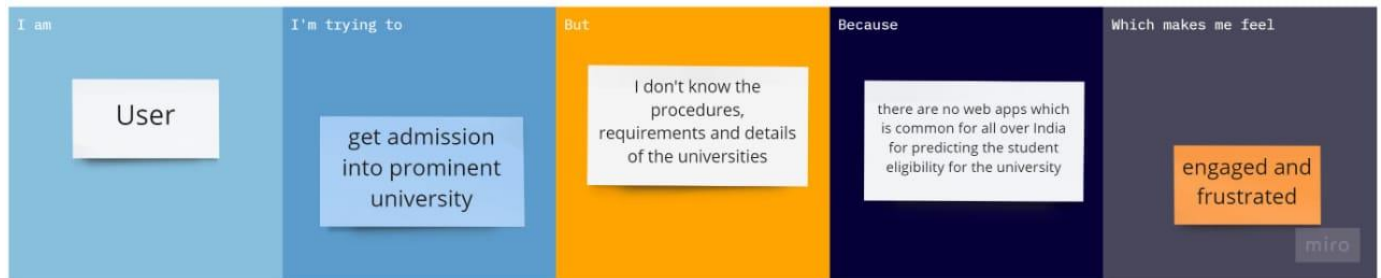 I am
User
I'm trying to
get admission
into prominent
university
But
I don't know the
procedures,
requirements and details
of the universities
Because
there are no web apps which
is common for all over India
for predicting the student
eligibility for the university
Which makes me feel
engaged and
frustrated
miro